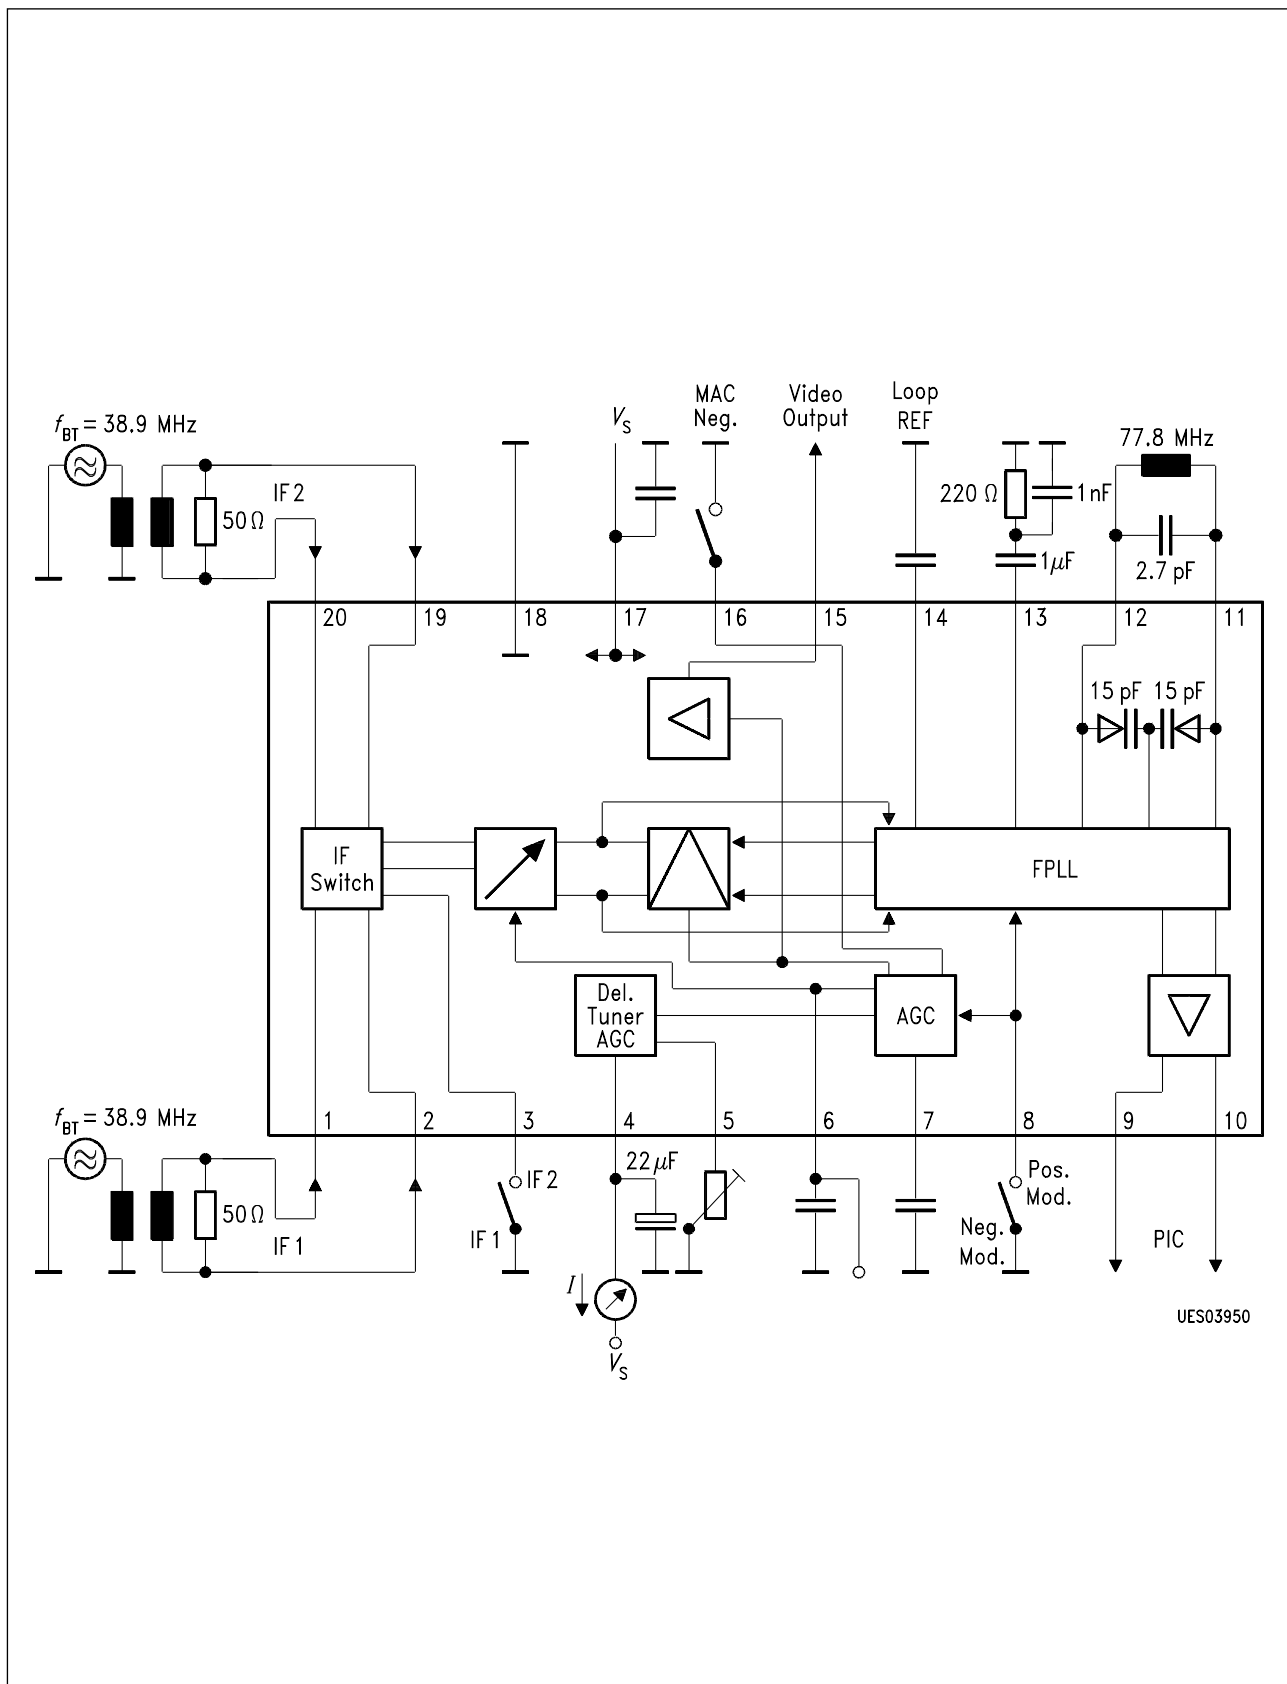 MAC Neg.
Video Output
Loop REF
V_S
f_BT = 38.9 MHz
77.8 MHz
IF 2
50 Ω
220 Ω
1 nF
1 µF
2.7 pF
20
19
18
17
16
15
14
13
12
11
15 pF
15 pF
IF Switch
FPLL
Del. Tuner AGC
AGC
f_BT = 38.9 MHz
1
2
3
4
5
6
7
8
9
10
50 Ω
IF 1
IF 2
IF 1
22 µF
Pos. Mod.
Neg. Mod.
PIC
I
V_S
UES03950